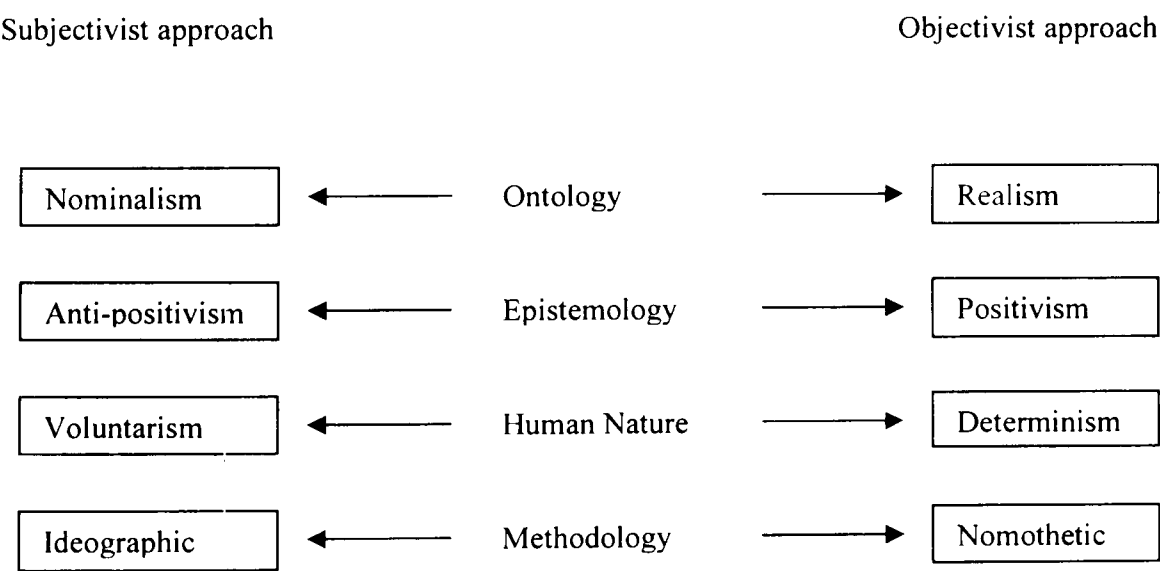 Subjectivist approach Objectivist approach
Nominalism Ontology Realism
Anti-positivism Epistemology Positivism
Voluntarism Human Nature Determinism
Ideographic Methodology Nomothetic